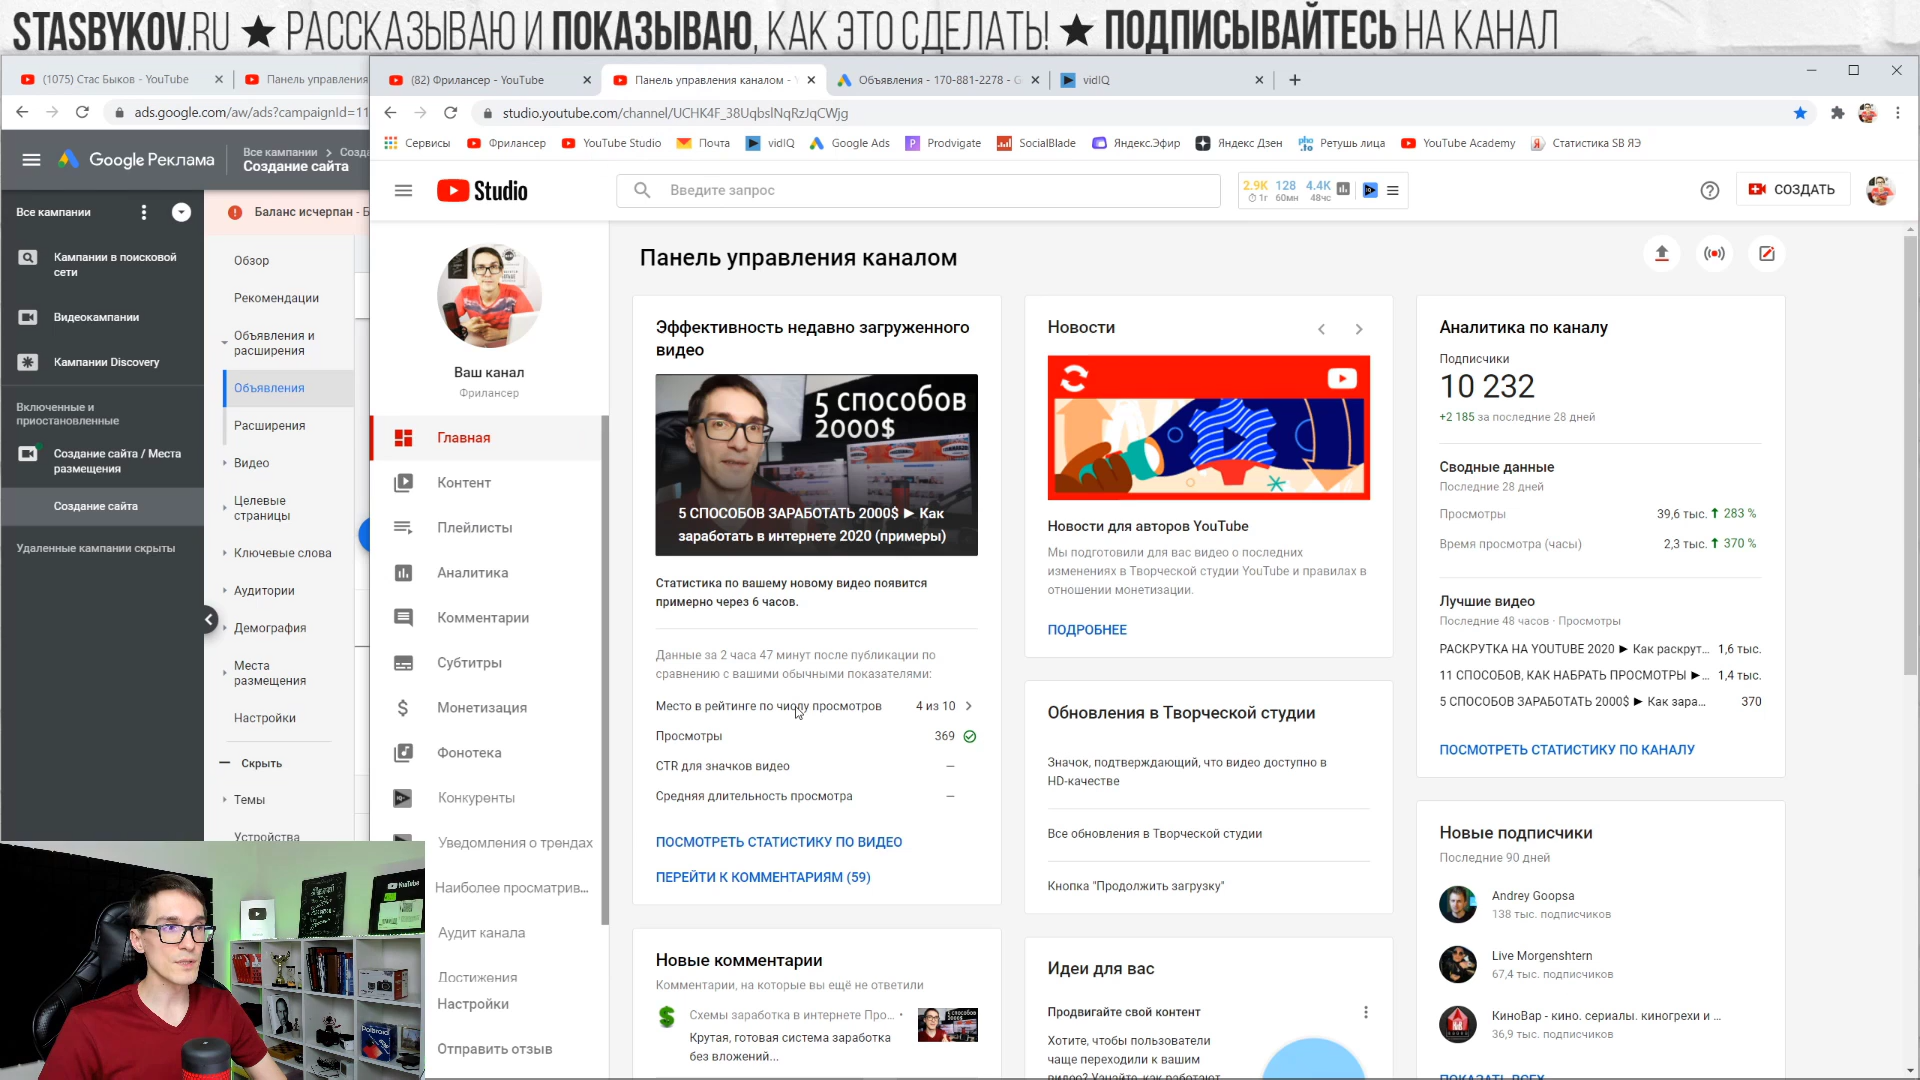 STASBYKOV.RU ★ РАССКАЗЫВАЮ И ПОКАЗЫВАЮ, КАК ЭТО СДЕЛАТЬ! ★ ПОДПИСЫВАЙТЕСЬ НА КАНАЛ
(1075) Стас Быков - YouTube
Панель управления
ads.google.com/aw/ads?campaignId=11
Google Реклама
Все кампании > Созда
Создание сайта
Все кампании
Кампании в поисковой
сети
Видеокампании
Кампании Discovery
Включенные и
приостановленные
Создание сайта / Места
размещения
Создание сайта
Удаленные кампании скрыты
Баланс исчерпан - Б
Обзор
Рекомендации
Объявления и
расширения
Объявления
Расширения
Видео
Целевые
страницы
Ключевые слова
Аудитории
Демография
Места
размещения
Настройки
Скрыть
Темы
Устройства
(82) Фрилансер - YouTube
Панель управления каналом - Y
Объявления - 170-881-2278 - G
vidIQ
studio.youtube.com/channel/UCHK4F_38UqbslNqRzJqCWjg
Сервисы
Фрилансер
YouTube Studio
Почта
vidIQ
Google Ads
Prodvigate
SocialBlade
Яндекс.Эфир
Яндекс Дзен
Ретушь лица
YouTube Academy
Статистика SB ЯЭ
Studio
Введите запрос
2.9K 128 4.4K
1г 60мн 48чс
СОЗДАТЬ
Ваш канал
Фрилансер
Главная
Контент
Плейлисты
Аналитика
Комментарии
Субтитры
Монетизация
Фонотека
Конкуренты
Уведомления о трендах
Наиболее просматрив...
Аудит канала
Достижения
Настройки
Отправить отзыв
Панель управления каналом
Эффективность недавно загруженного
видео
5 СПОСОБОВ
2000$
5 СПОСОБОВ ЗАРАБОТАТЬ 2000$ ► Как
заработать в интернете 2020 (примеры)
Статистика по вашему новому видео появится
примерно через 6 часов.
Данные за 2 часа 47 минут после публикации по
сравнению с вашими обычными показателями:
Место в рейтинге по числу просмотров 4 из 10
Просмотры 369
CTR для значков видео —
Средняя длительность просмотра —
ПОСМОТРЕТЬ СТАТИСТИКУ ПО ВИДЕО
ПЕРЕЙТИ К КОММЕНТАРИЯМ (59)
Новые комментарии
Комментарии, на которые вы ещё не ответили
Схемы заработка в интернете Про... •
Крутая, готовая система заработка
без вложений...
Новости
Новости для авторов YouTube
Мы подготовили для вас видео о последних
изменениях в Творческой студии YouTube и правилах в
отношении монетизации.
ПОДРОБНЕЕ
Обновления в Творческой студии
Значок, подтверждающий, что видео доступно в
HD-качестве
Все обновления в Творческой студии
Кнопка "Продолжить загрузку"
Идеи для вас
Продвигайте свой контент
Хотите, чтобы пользователи
чаще переходили к вашим
видео? Узнайте, как работают
Аналитика по каналу
Подписчики
10 232
+2 185 за последние 28 дней
Сводные данные
Последние 28 дней
Просмотры 39,6 тыс. 283 %
Время просмотра (часы) 2,3 тыс. 370 %
Лучшие видео
Последние 48 часов · Просмотры
РАСКРУТКА НА YOUTUBE 2020 ► Как раскрут... 1,6 тыс.
11 СПОСОБОВ, КАК НАБРАТЬ ПРОСМОТРЫ ►... 1,4 тыс.
5 СПОСОБОВ ЗАРАБОТАТЬ 2000$ ► Как зара... 370
ПОСМОТРЕТЬ СТАТИСТИКУ ПО КАНАЛУ
Новые подписчики
Последние 90 дней
Andrey Goopsa
138 тыс. подписчиков
Live Morgenshtern
67,4 тыс. подписчиков
КиноВар - кино. сериалы. киногрехи и ...
36,9 тыс. подписчиков
ПОКАЗАТЬ ВСЕХ
YouTube
Polaroid